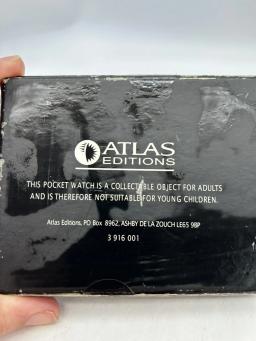 ATLAS
EDITIONS
THIS POCKET WATCH IS A COLLECTABLE OBJECT FOR ADULTS
AND IS THEREFORE NOT SUITABLE FOR YOUNG CHILDREN.
Atlas Editions, PO Box 8962, ASHBY DE LA ZOUCH LE65 9BP
3 916 001